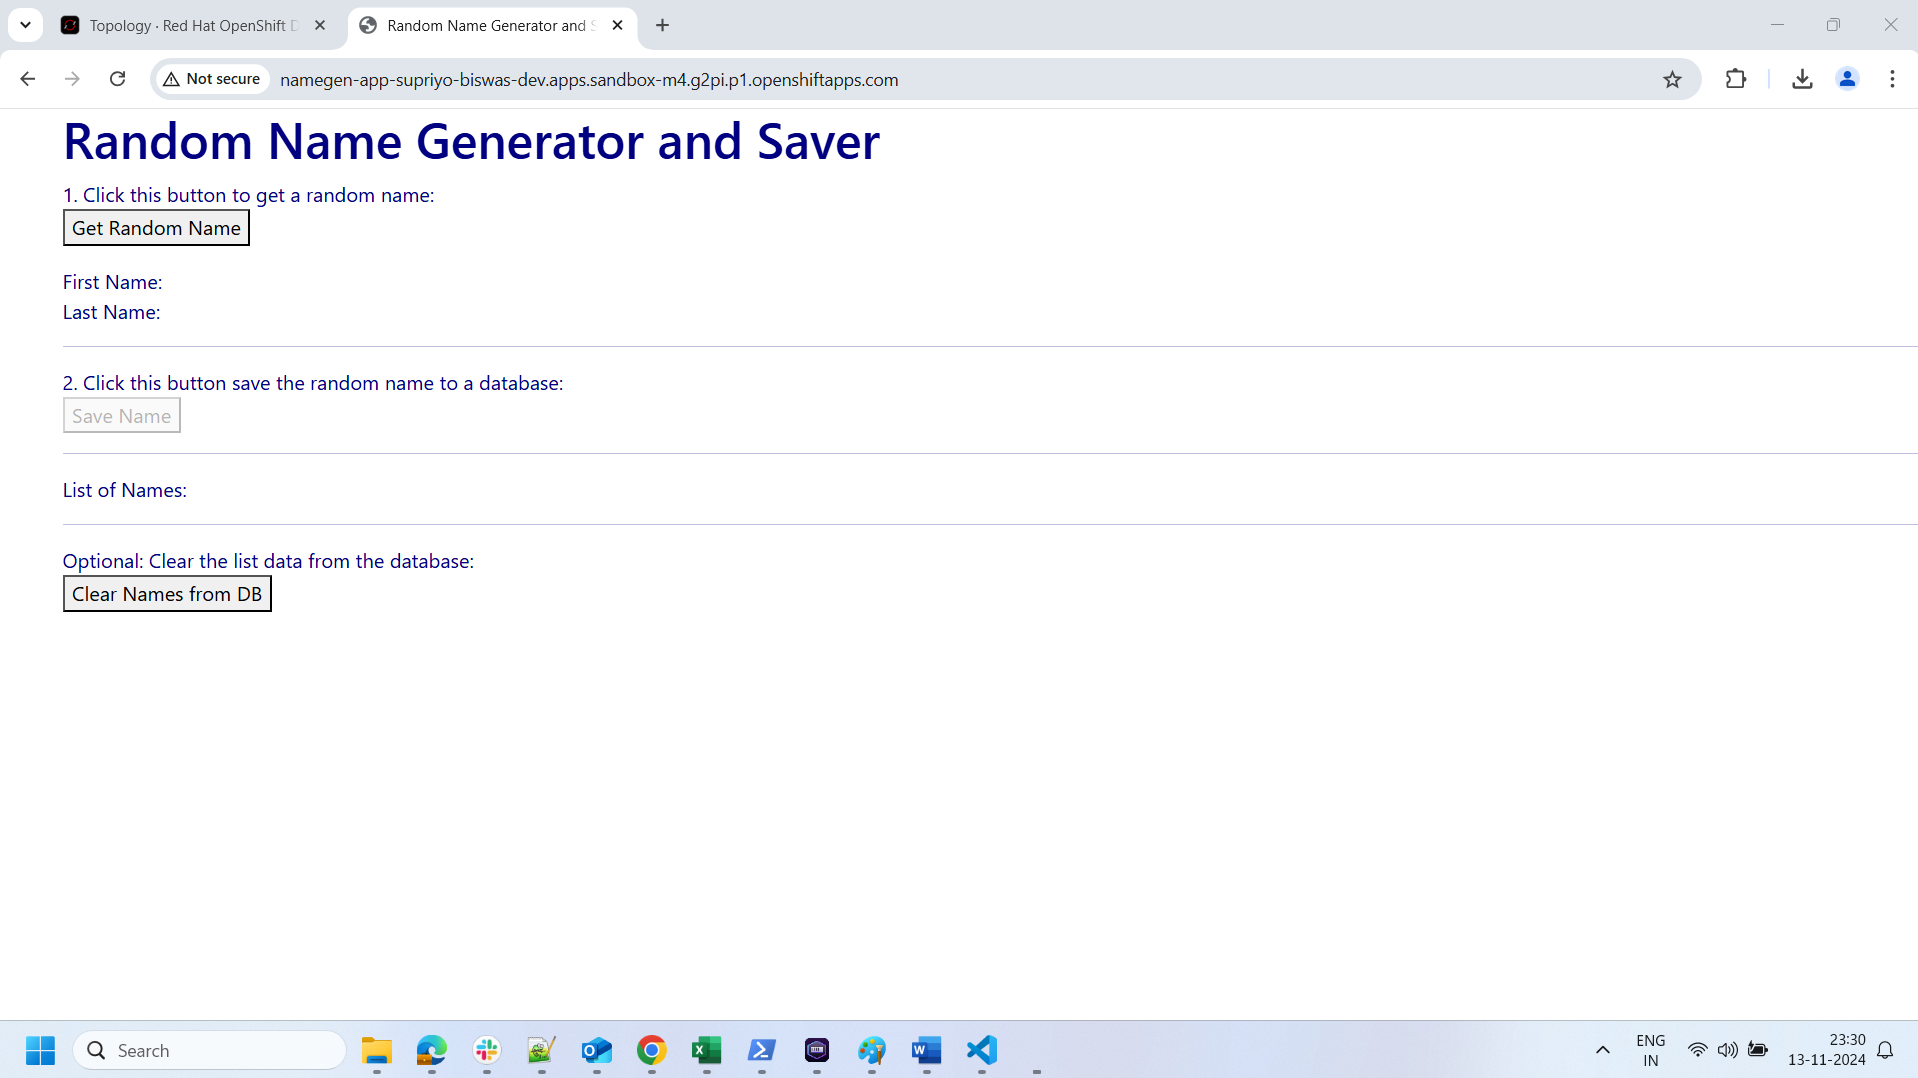 Topology · Red Hat OpenShift D
Random Name Generator and S
Not secure
namegen-app-supriyo-biswas-dev.apps.sandbox-m4.g2pi.p1.openshiftapps.com
Random Name Generator and Saver
1. Click this button to get a random name:
Get Random Name
First Name:
Last Name:
2. Click this button save the random name to a database:
Save Name
List of Names:
Optional: Clear the list data from the database:
Clear Names from DB
Search
ENG
IN
23:30
13-11-2024